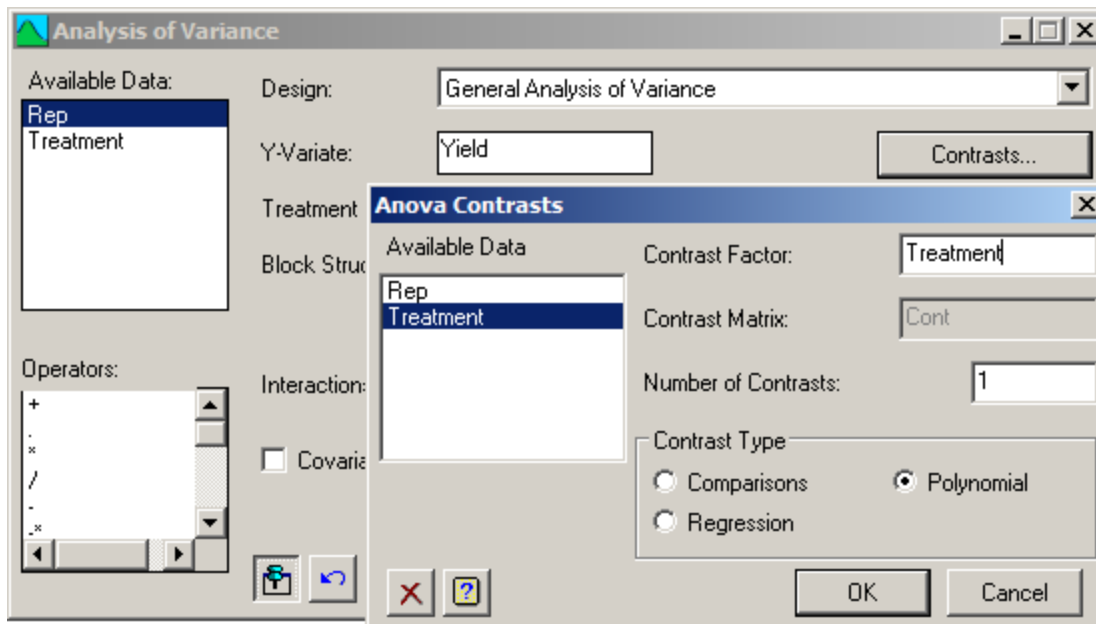 Analysis of Variance
Available Data:
Rep
Treatment
Design:
General Analysis of Variance
Y-Variate:
Yield
Contrasts...
Treatment
Block Struc
Operators:
+
.
*
/
-
.*
Interaction
Covaria
Anova Contrasts
Available Data
Rep
Treatment
Contrast Factor:
Treatment
Contrast Matrix:
Cont
Number of Contrasts:
1
Contrast Type
Comparisons
Polynomial
Regression
?
OK
Cancel